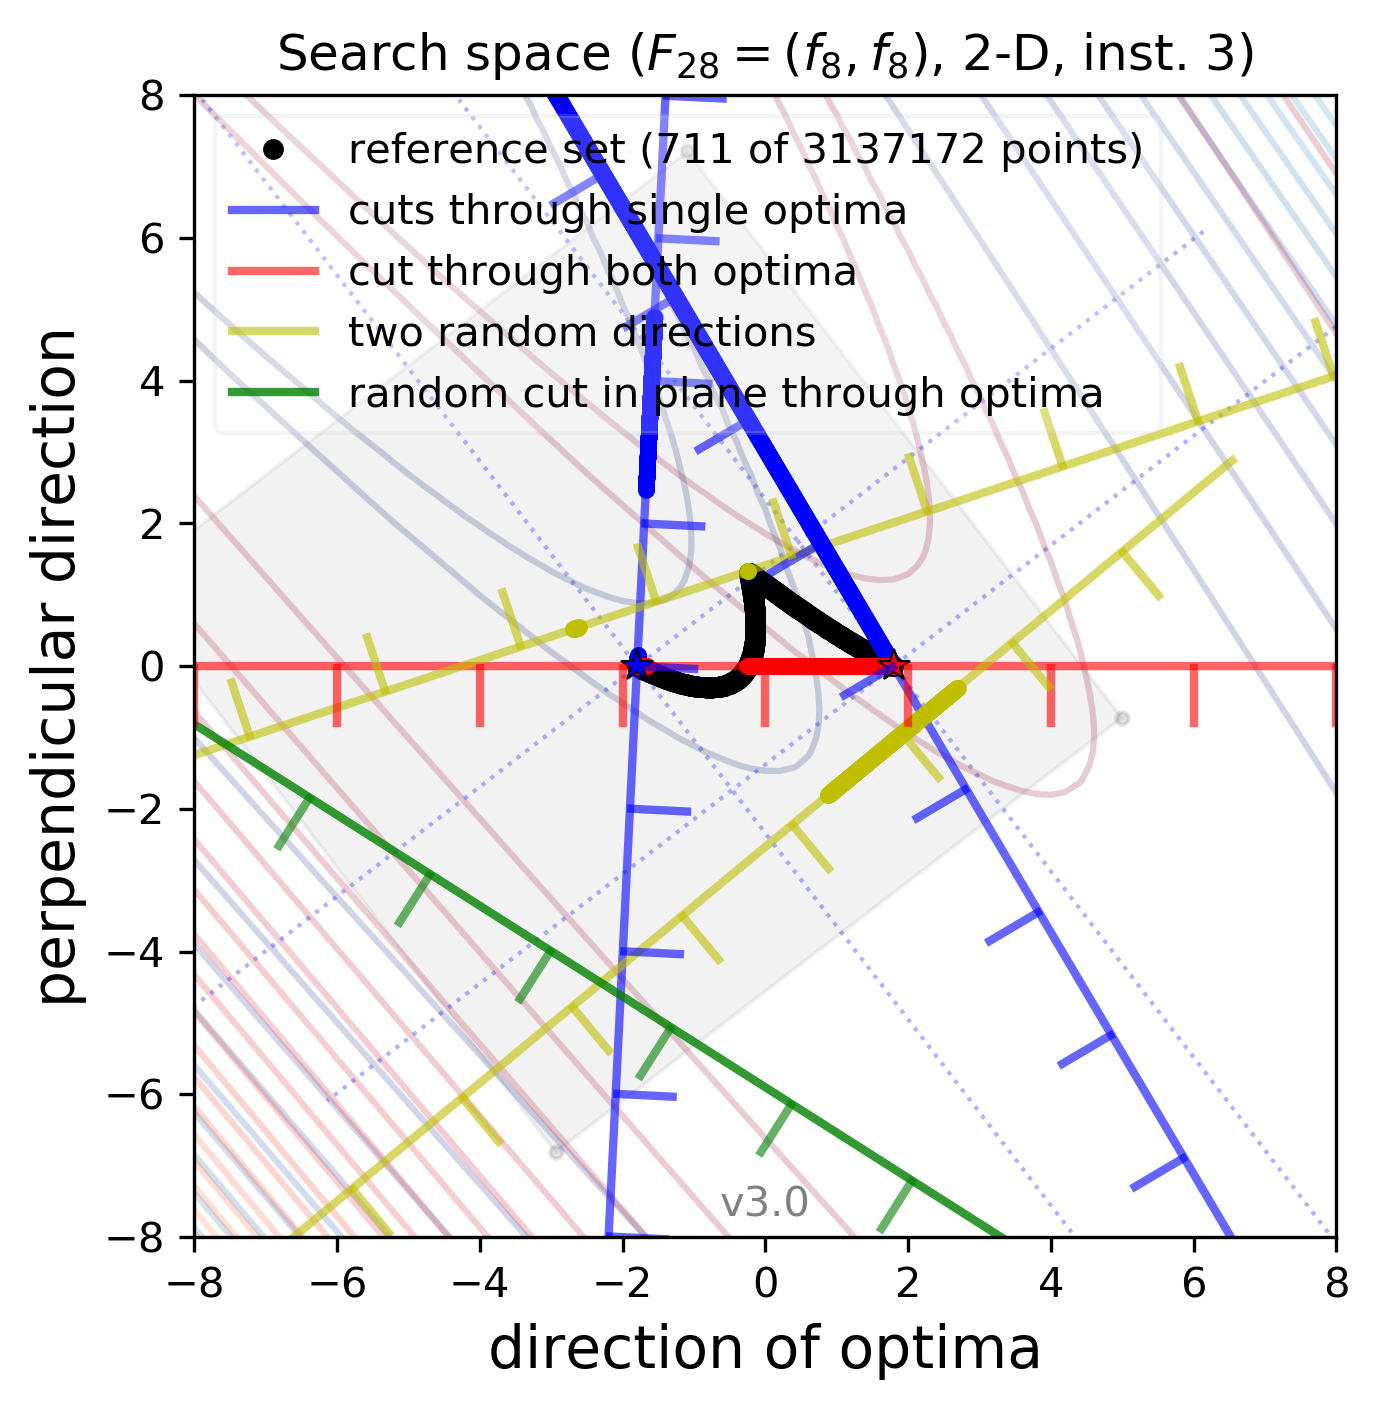 Search space (F₂₈ = (f₈, f₈), 2-D, inst. 3)
reference set (711 of 3137172 points)
cuts through single optima
cut through both optima
two random directions
random cut in plane through optima
8
6
4
2
0
−2
−4
−6
−8
perpendicular direction
v3.0
−8 −6 −4 −2 0 2 4 6 8
direction of optima